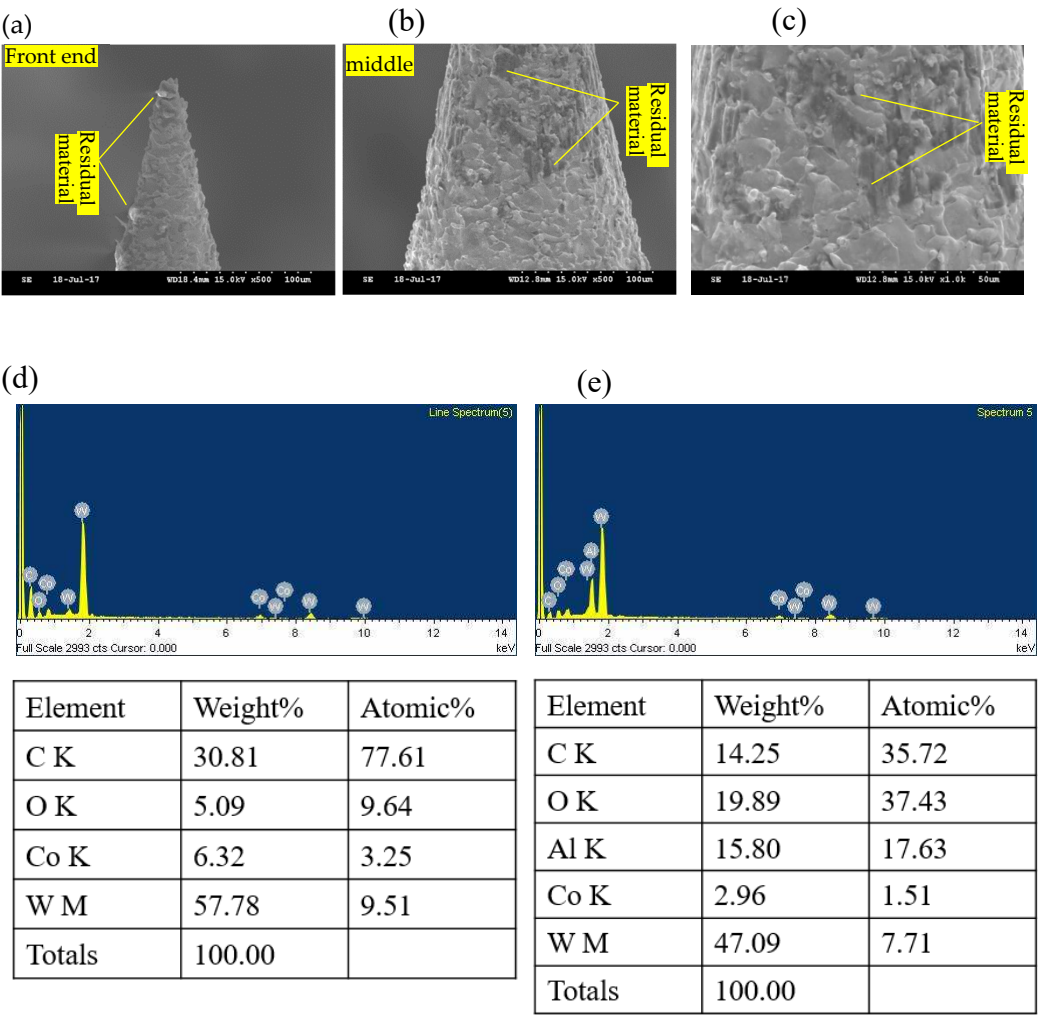 (a)
(b)
(c)
Front end
Residual
material
SE 18-Jul-17 WD18.4mm 15.0kV x500 100um
middle
Residual
material
SE 18-Jul-17 WD12.8mm 15.0kV x500 100um
Residual
material
SE 18-Jul-17 WD12.8mm 15.0kV x1.0k 50um
(d)
(e)
Line Spectrum(5)
W
C
O
Co
W
Co
W
Co
W
W
0 2 4 6 8 10 12 14
Full Scale 2993 cts Cursor: 0.000 keV
Spectrum 5
W
Al
W
Co
O
C
Co
W
Co
W
W
0 2 4 6 8 10 12 14
Full Scale 2993 cts Cursor: 0.000 keV
Element Weight% Atomic%
C K 30.81 77.61
O K 5.09 9.64
Co K 6.32 3.25
W M 57.78 9.51
Totals 100.00
Element Weight% Atomic%
C K 14.25 35.72
O K 19.89 37.43
Al K 15.80 17.63
Co K 2.96 1.51
W M 47.09 7.71
Totals 100.00